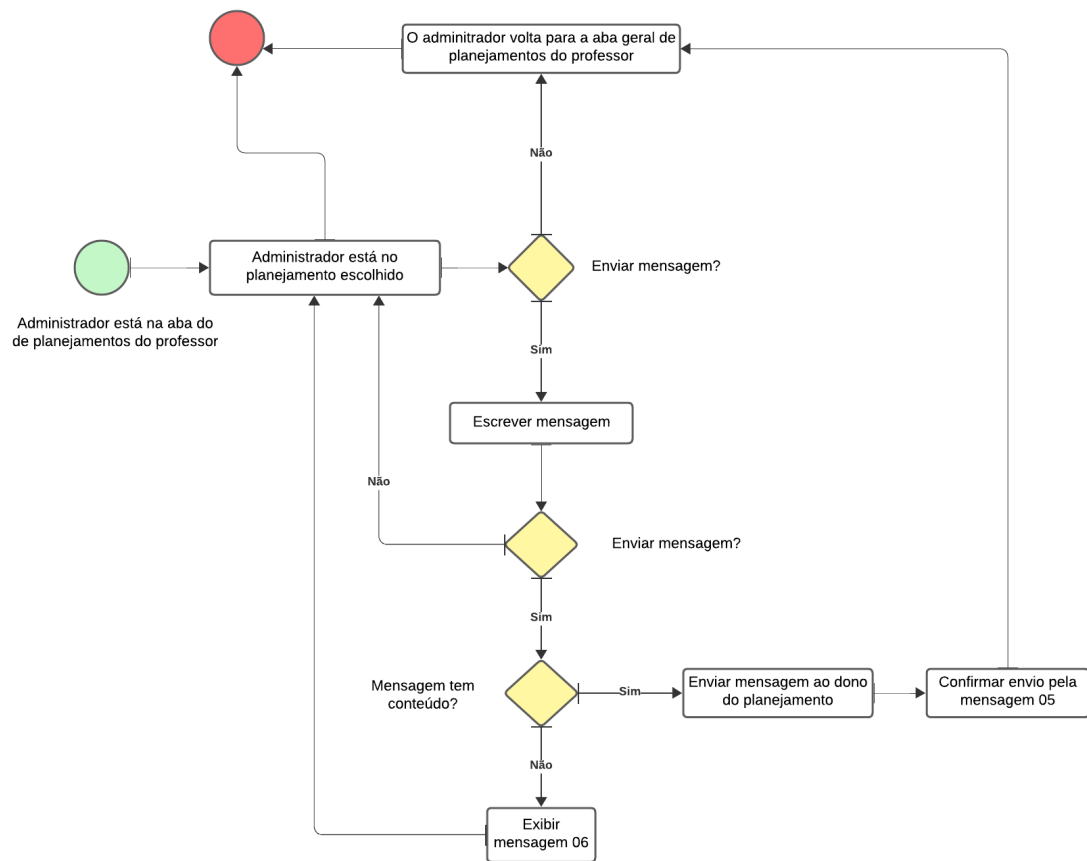 O adminitrador volta para a aba geral de
planejamentos do professor
Não
Administrador está no
planejamento escolhido
Enviar mensagem?
Administrador está na aba do
de planejamentos do professor
Sim
Escrever mensagem
Não
Enviar mensagem?
Sim
Mensagem tem
conteúdo?
Sim
Enviar mensagem ao dono
do planejamento
Confirmar envio pela
mensagem 05
Não
Exibir
mensagem 06